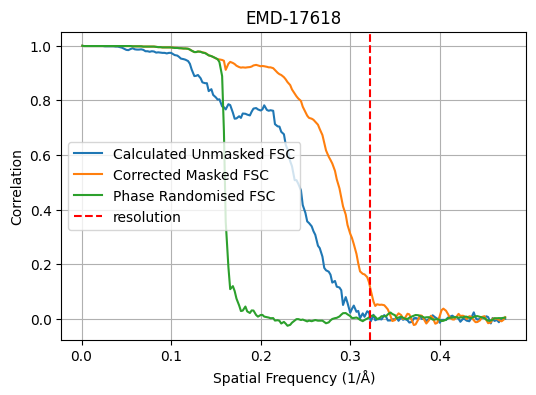 EMD-17618
1.0
0.8
0.6
0.4
0.2
0.0
Correlation
Calculated Unmasked FSC
Corrected Masked FSC
Phase Randomised FSC
resolution
0.0 0.1 0.2 0.3 0.4
Spatial Frequency (1/Å)